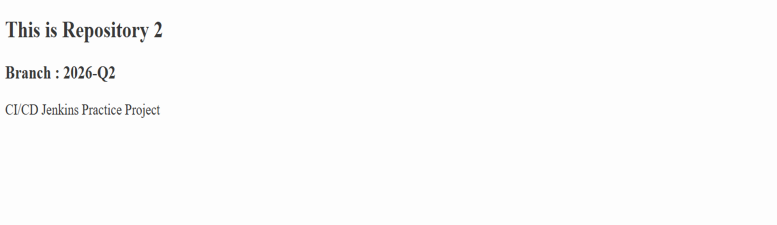 This is Repository 2
Branch : 2026-Q2
CI/CD Jenkins Practice Project